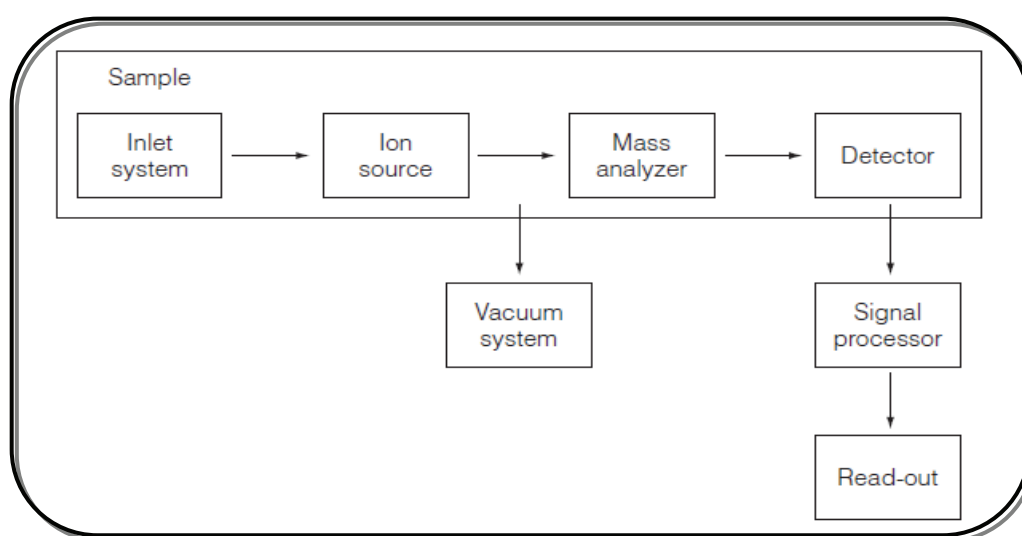 Sample
Inlet
system
Ion
source
Mass
analyzer
Detector
Vacuum
system
Signal
processor
Read-out